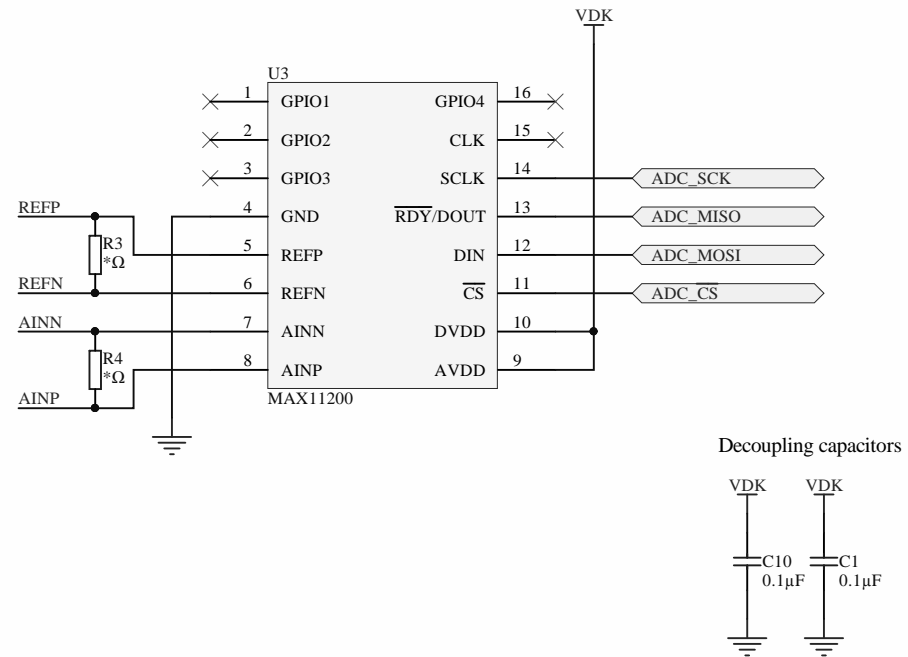 VDK
U3
1 GPIO1 GPIO4 16
2 GPIO2 CLK 15
3 GPIO3 SCLK 14 ADC_SCK
REFP 4 GND RDY/DOUT 13 ADC_MISO
R3
*Ω
5 REFP DIN 12 ADC_MOSI
REFN 6 REFN CS 11 ADC_CS
AINN 7 AINN DVDD 10
R4
*Ω
8 AINP AVDD 9
AINP
MAX11200
Decoupling capacitors
VDK VDK
C10 C1
0.1µF 0.1µF